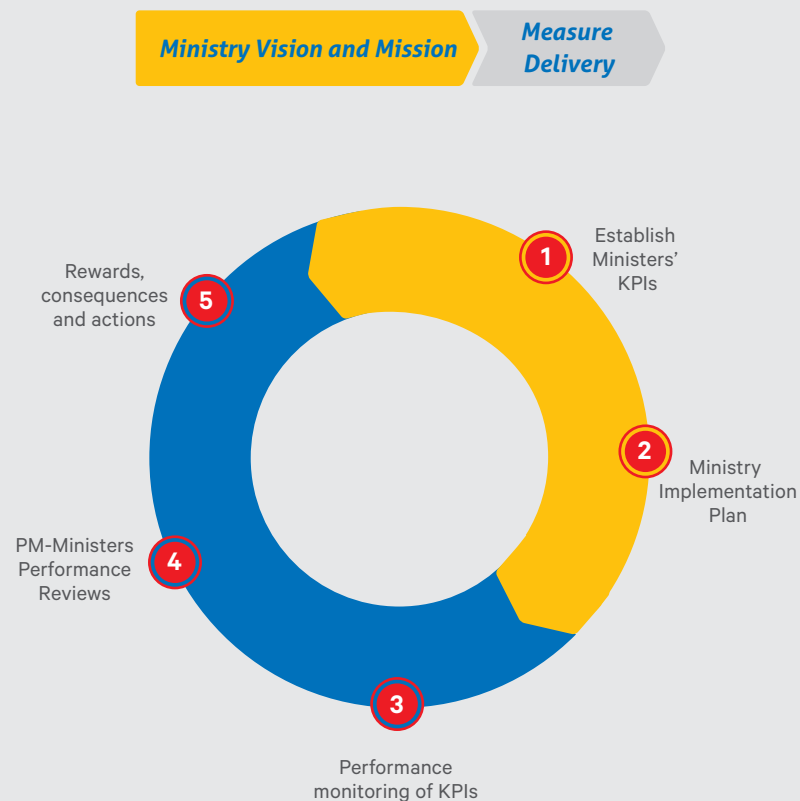 Ministry Vision and Mission
Measure
Delivery
1
Establish
Ministers’
KPIs
2
Ministry
Implementation
Plan
3
Performance
monitoring of KPIs
4
PM-Ministers
Performance
Reviews
5
Rewards,
consequences
and actions